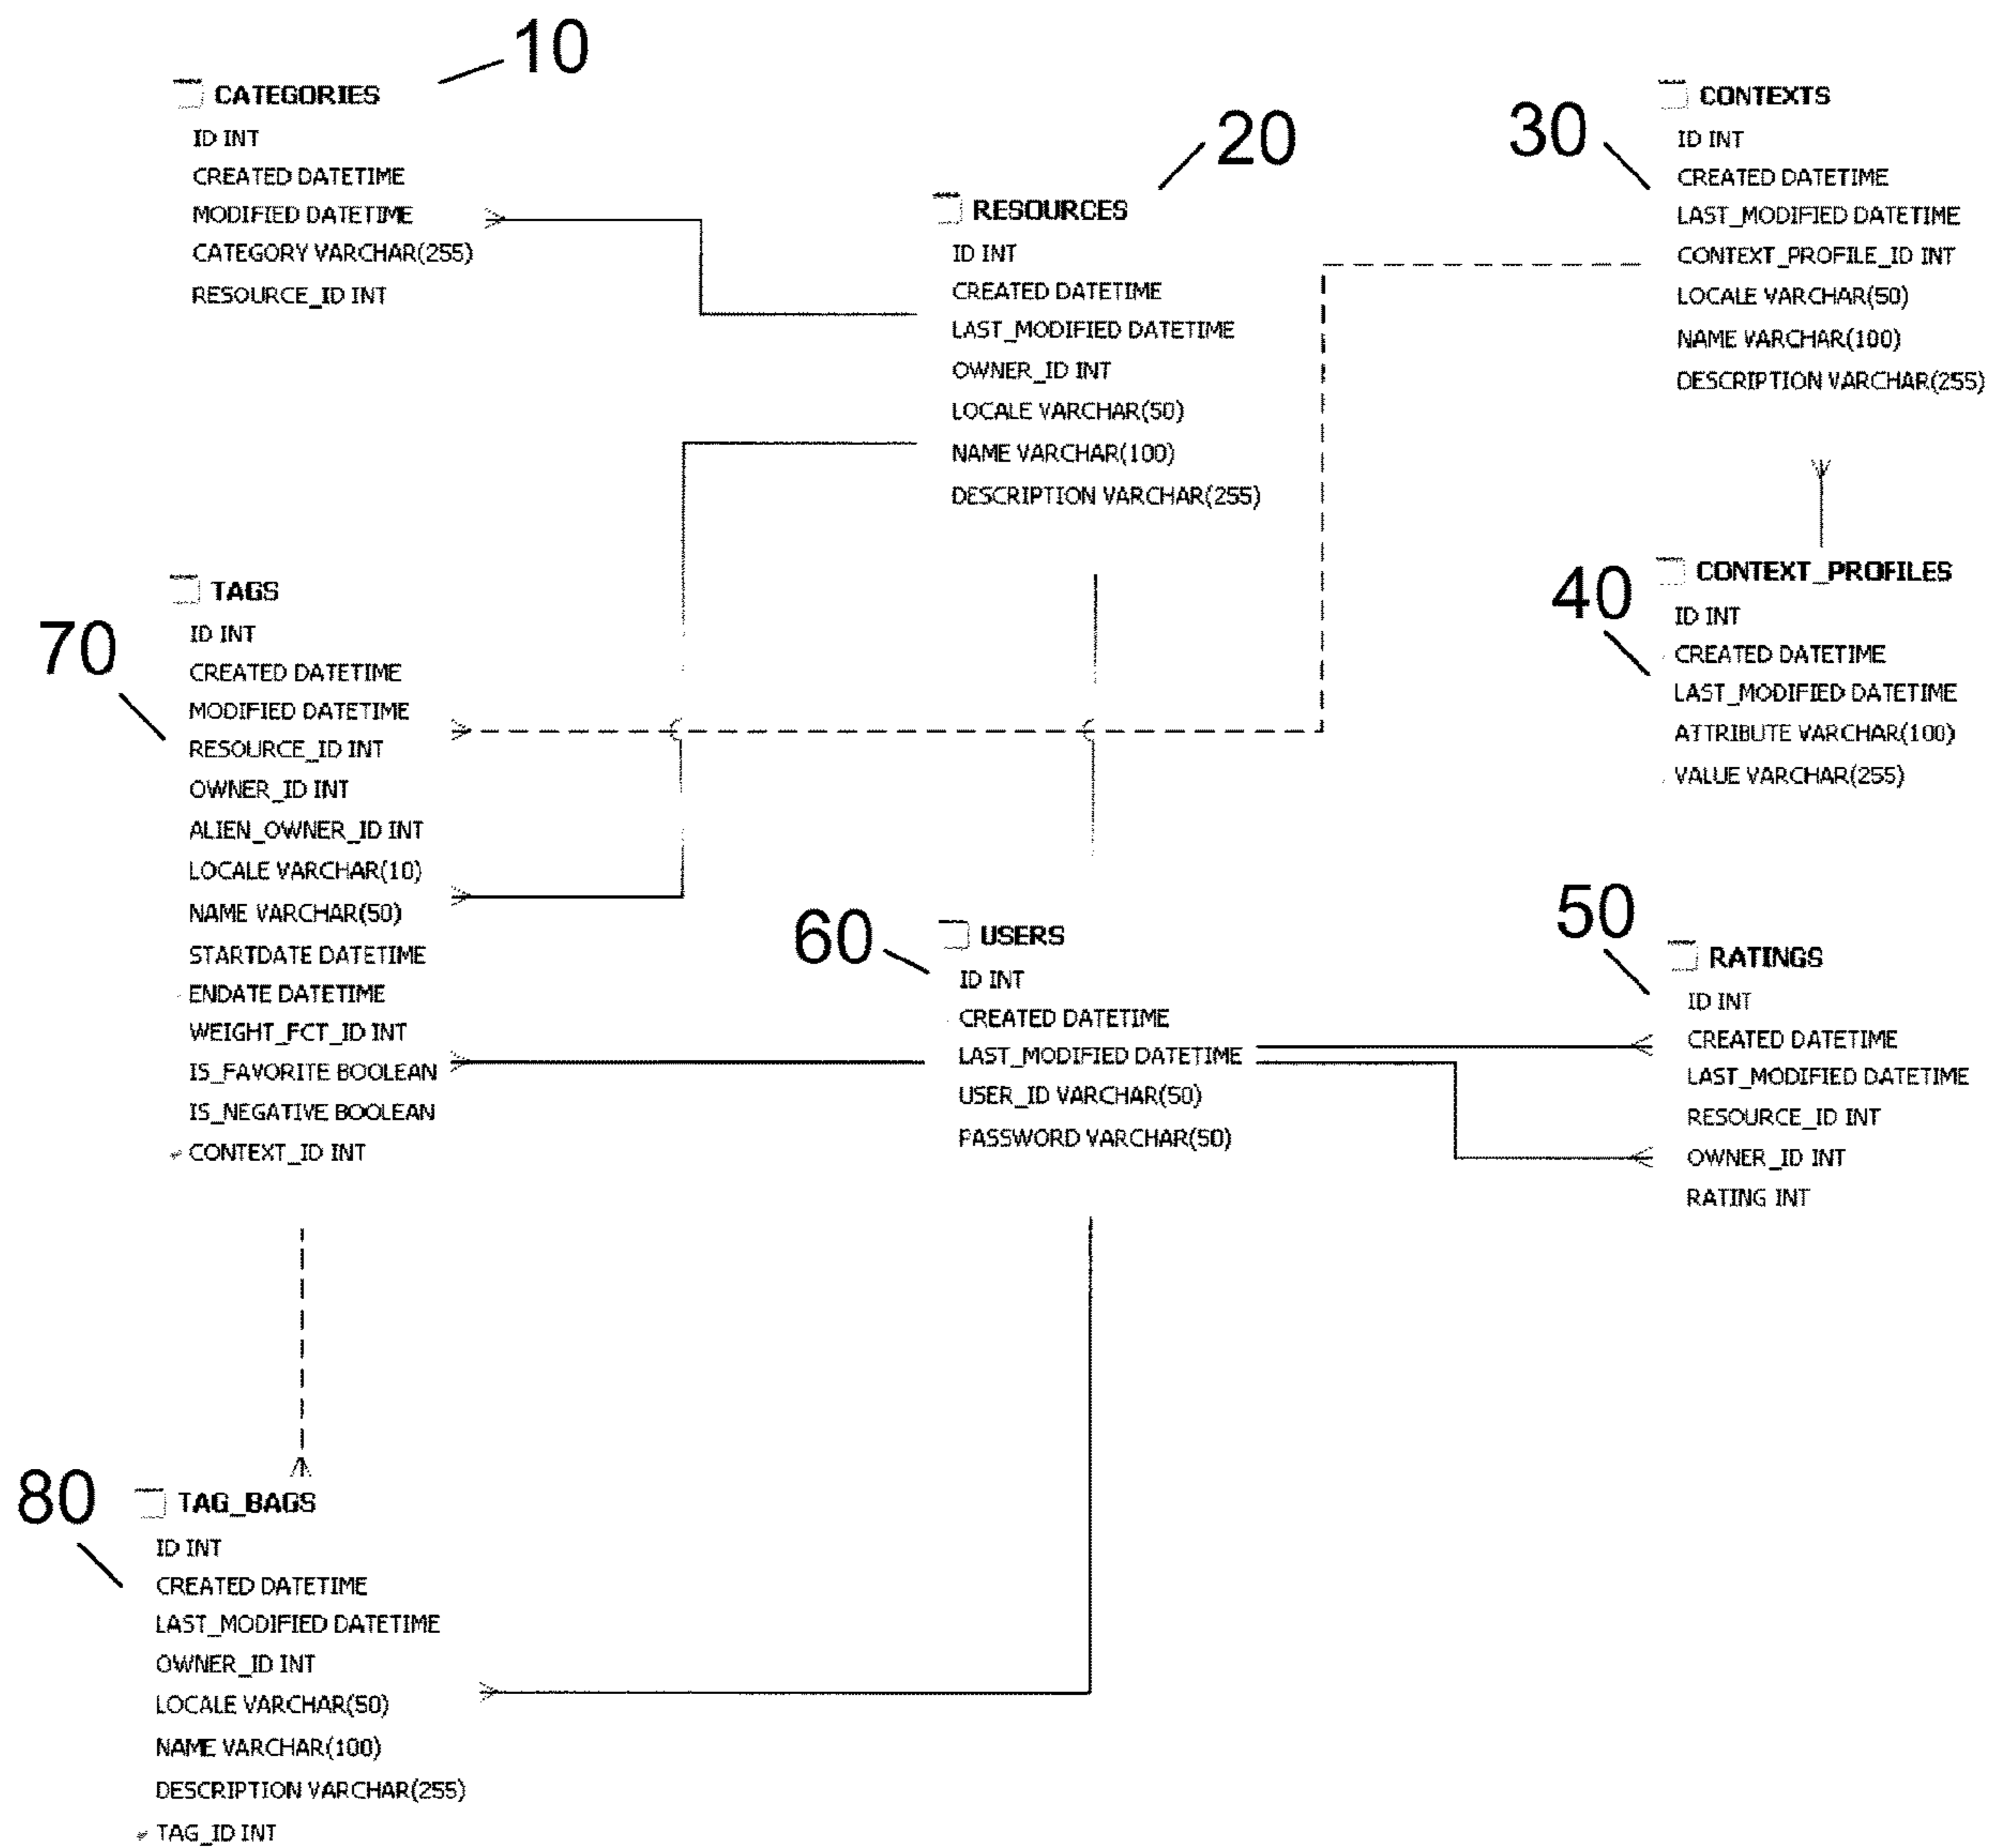 10
CATEGORIES
ID INT
CREATED DATETIME
MODIFIED DATETIME
CATEGORY VARCHAR(255)
RESOURCE_ID INT
20
RESOURCES
ID INT
CREATED DATETIME
LAST_MODIFIED DATETIME
OWNER_ID INT
LOCALE VARCHAR(50)
NAME VARCHAR(100)
DESCRIPTION VARCHAR(255)
30
CONTEXTS
ID INT
CREATED DATETIME
LAST_MODIFIED DATETIME
CONTEXT_PROFILE_ID INT
LOCALE VARCHAR(50)
NAME VARCHAR(100)
DESCRIPTION VARCHAR(255)
40
CONTEXT_PROFILES
ID INT
CREATED DATETIME
LAST_MODIFIED DATETIME
ATTRIBUTE VARCHAR(100)
VALUE VARCHAR(255)
70
TAGS
ID INT
CREATED DATETIME
MODIFIED DATETIME
RESOURCE_ID INT
OWNER_ID INT
ALIEN_OWNER_ID INT
LOCALE VARCHAR(10)
NAME VARCHAR(50)
STARTDATE DATETIME
ENDATE DATETIME
WEIGHT_FCT_ID INT
IS_FAVORITE BOOLEAN
IS_NEGATIVE BOOLEAN
CONTEXT_ID INT
60
USERS
ID INT
CREATED DATETIME
LAST_MODIFIED DATETIME
USER_ID VARCHAR(50)
PASSWORD VARCHAR(50)
50
RATINGS
ID INT
CREATED DATETIME
LAST_MODIFIED DATETIME
RESOURCE_ID INT
OWNER_ID INT
RATING INT
80
TAG_BAGS
ID INT
CREATED DATETIME
LAST_MODIFIED DATETIME
OWNER_ID INT
LOCALE VARCHAR(50)
NAME VARCHAR(100)
DESCRIPTION VARCHAR(255)
TAG_ID INT